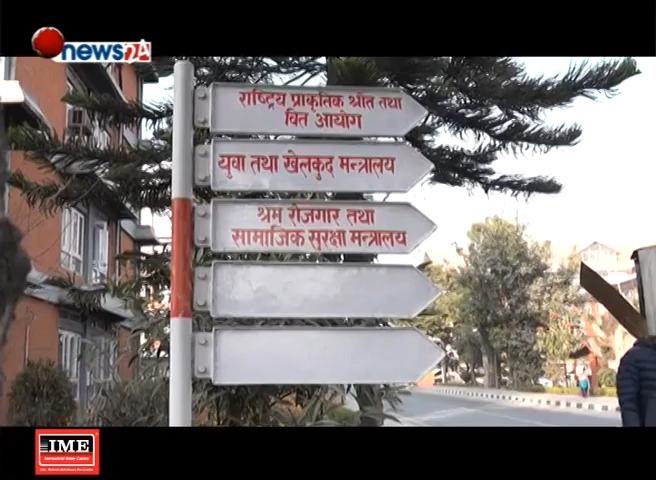 news24
राष्ट्रिय प्राकृतिक श्रोत तथा
वित्त आयोग
युवा तथा खेलकुद मन्त्रालय
श्रम रोजगार तथा
सामाजिक सुरक्षा मन्त्रालय
IME